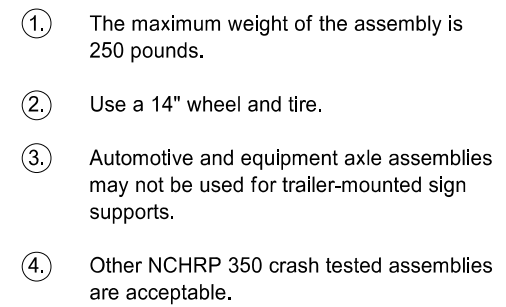 1. The maximum weight of the assembly is
250 pounds.
2. Use a 14" wheel and tire.
3. Automotive and equipment axle assemblies
may not be used for trailer-mounted sign
supports.
4. Other NCHRP 350 crash tested assemblies
are acceptable.